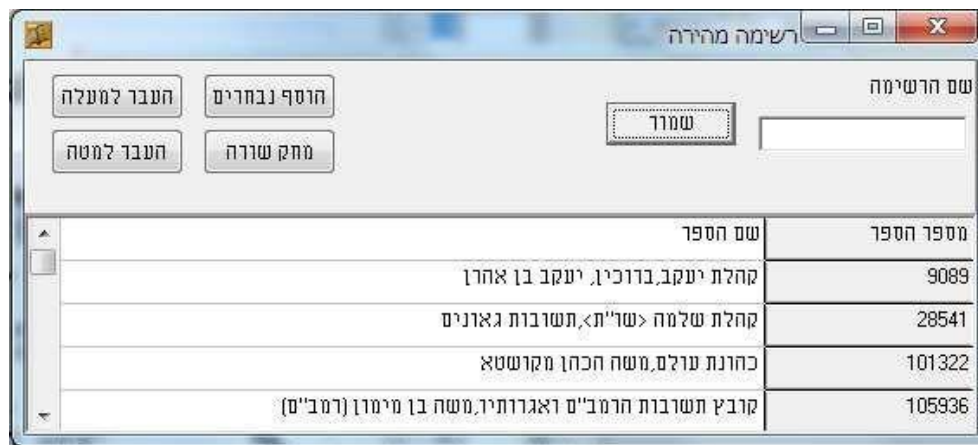 רשימה מהירה
שם הרשימה
שמור
הוסף נבחרים
העבר למעלה
מחק שורה
העבר למטה
מספר הספר שם הספר
9089 קהלת יעקב,ברוכין, יעקב בן אהרן
28541 קהלת שלמה <שו"ת>,תשובות גאונים
101322 כהונת עולם,משה הכהן מקושטא
105936 קובץ תשובות הרמב"ם ואגרותיו,משה בן מימון (רמב"ם)